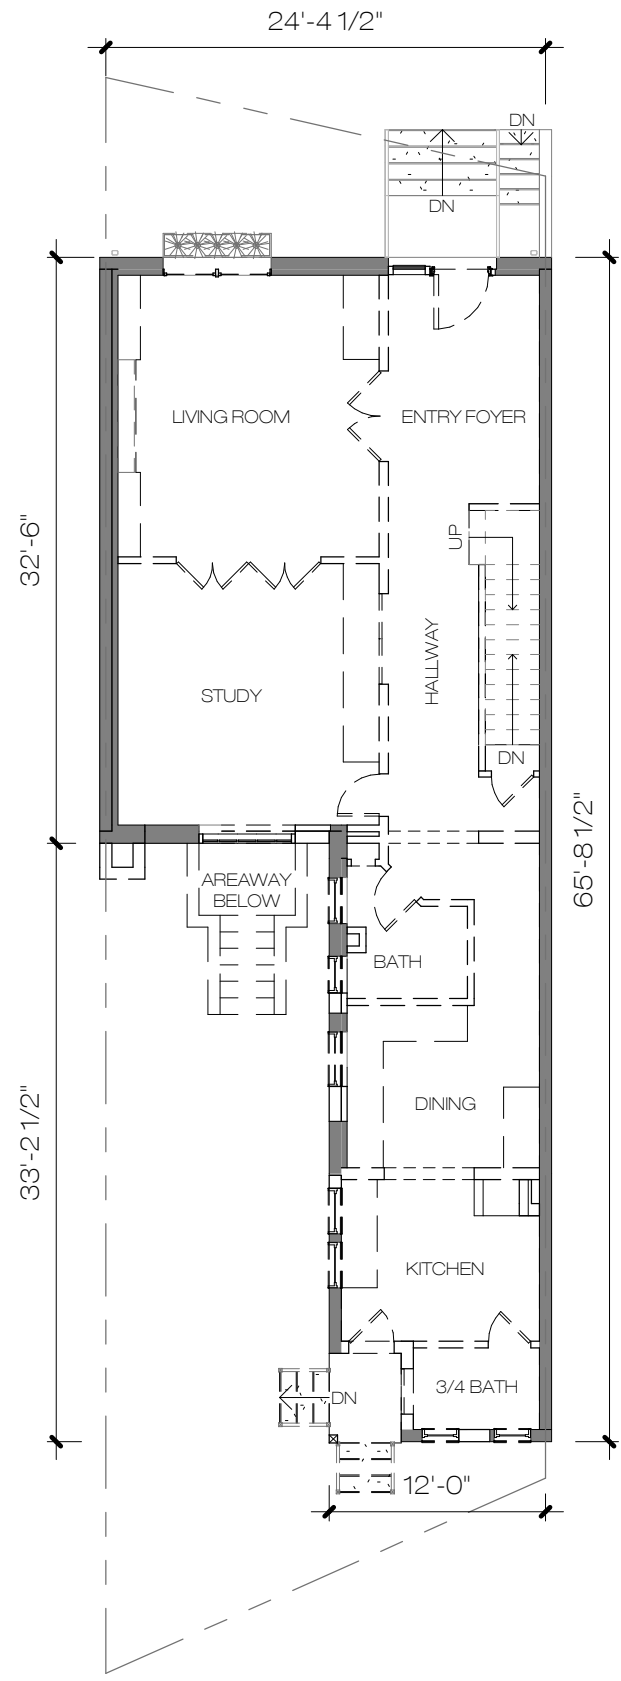 24'-4 1/2"
DN
DN
LIVING ROOM
ENTRY FOYER
32'-6"
UP
HALLWAY
STUDY
DN
65'-8 1/2"
AREAWAY
BELOW
BATH
33'-2 1/2"
DINING
KITCHEN
3/4 BATH
DN
12'-0"